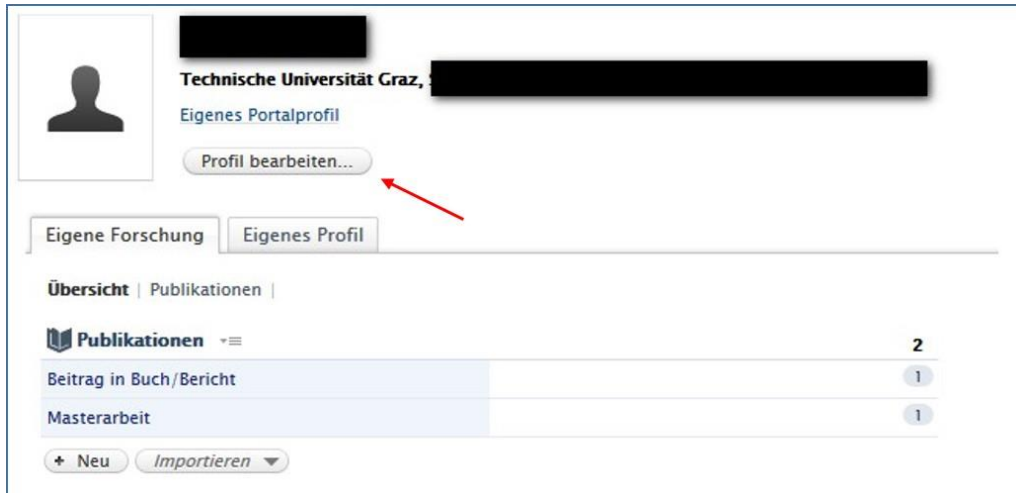 Technische Universität Graz,
Eigenes Portalprofil
Profil bearbeiten...
Eigene Forschung Eigenes Profil
Übersicht | Publikationen |
Publikationen 2
Beitrag in Buch/Bericht 1
Masterarbeit 1
+ Neu Importieren